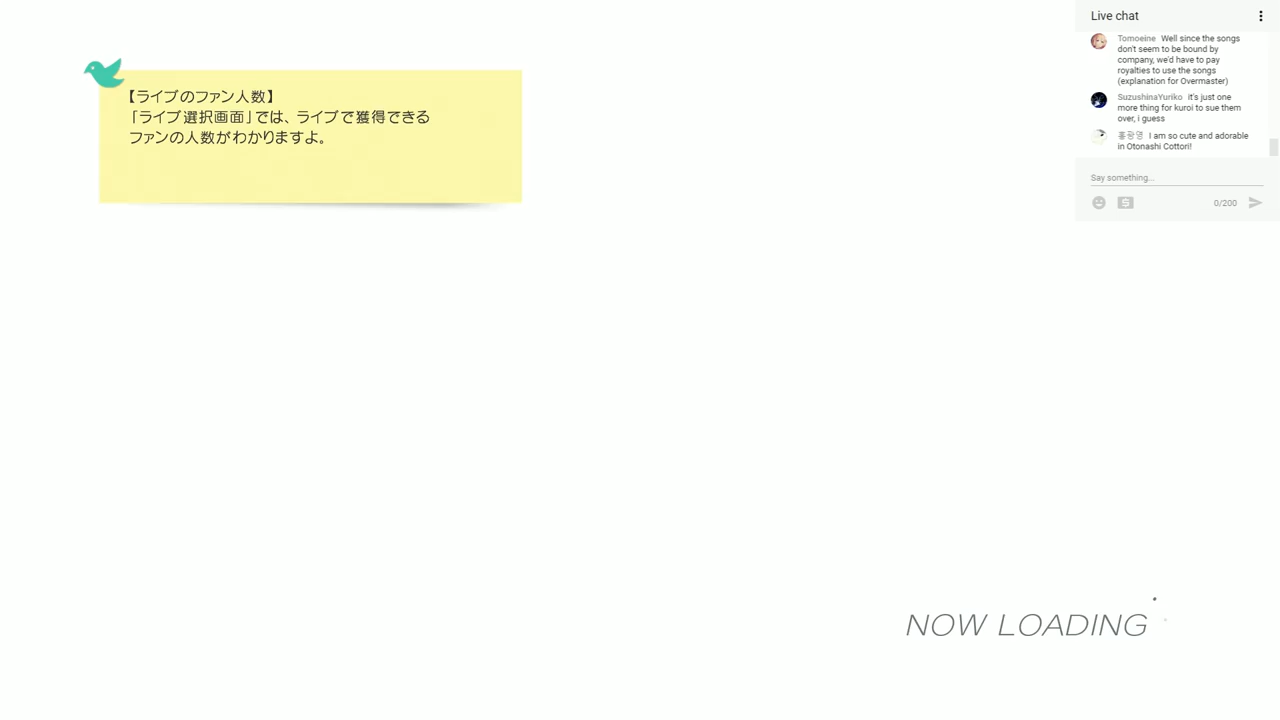 【ライブのファン人数】
「ライブ選択画面」では、ライブで獲得できる
ファンの人数がわかりますよ。
Live chat
Tomoeine Well since the songs
don't seem to be bound by
company, we'd have to pay
royalties to use the songs
(explanation for Overmaster)
SuzushinaYuriko it's just one
more thing for kuroi to sue them
over, i guess
홍광영 I am so cute and adorable
in Otonashi Cottori!
Say something...
0/200
NOW LOADING